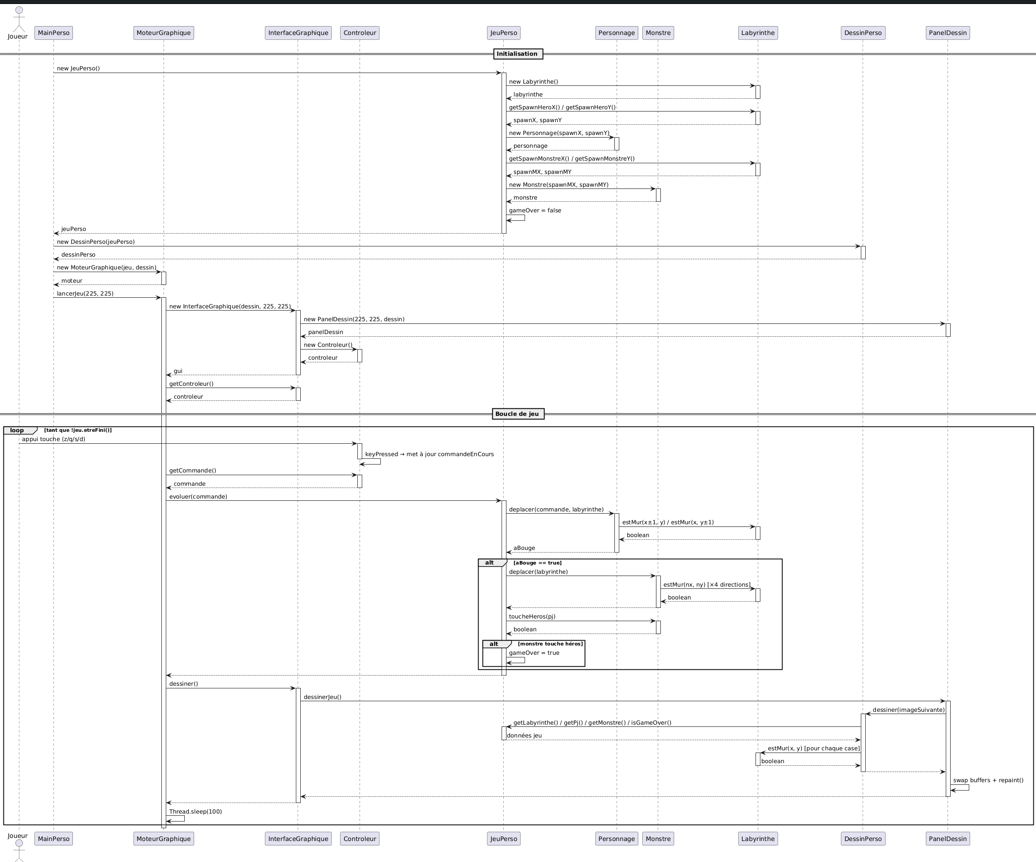 Joueur
MainPerso
MoteurGraphique
InterfaceGraphique
Controleur
JeuPerso
Personnage
Monstre
Labyrinthe
DessinPerso
PanelDessin
Initialisation
new JeuPerso()
new Labyrinthe()
labyrinthe
getSpawnHeroX() / getSpawnHeroY()
spawnX, spawnY
new Personnage(spawnX, spawnY)
personnage
getSpawnMonstreX() / getSpawnMonstreY()
spawnMX, spawnMY
new Monstre(spawnMX, spawnMY)
monstre
gameOver = false
jeuPerso
new DessinPerso(jeuPerso)
dessinPerso
new MoteurGraphique(jeu, dessin)
moteur
lancerJeu(225, 225)
new InterfaceGraphique(dessin, 225, 225)
new PanelDessin(225, 225, dessin)
panelDessin
new Controleur()
controleur
gui
getControleur()
controleur
Boucle de jeu
loop [tant que !jeu.etreFini()]
appui touche (z/q/s/d)
keyPressed → met à jour commandeEnCours
getCommande()
commande
evoluer(commande)
deplacer(commande, labyrinthe)
estMur(x±1, y) / estMur(x, y±1)
boolean
aBouge
alt [aBouge == true]
deplacer(labyrinthe)
estMur(nx, ny) [×4 directions]
boolean
toucheHeros(pj)
boolean
alt [monstre touche héros]
gameOver = true
dessiner()
dessinerJeu()
dessiner(imageSuivante)
getLabyrinthe() / getPj() / getMonstre() / isGameOver()
données jeu
estMur(x, y) [pour chaque case]
boolean
swap buffers + repaint()
Thread.sleep(100)
Joueur
MainPerso
MoteurGraphique
InterfaceGraphique
Controleur
JeuPerso
Personnage
Monstre
Labyrinthe
DessinPerso
PanelDessin